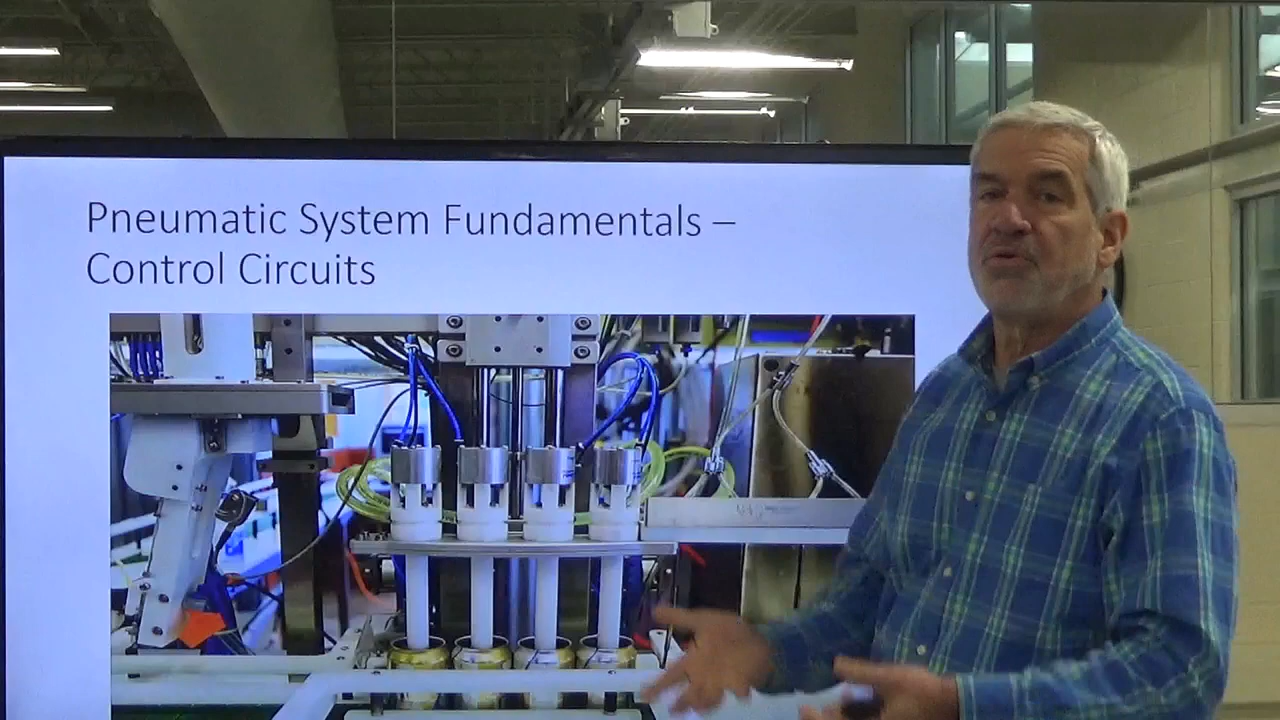 Pneumatic System Fundamentals –
Control Circuits